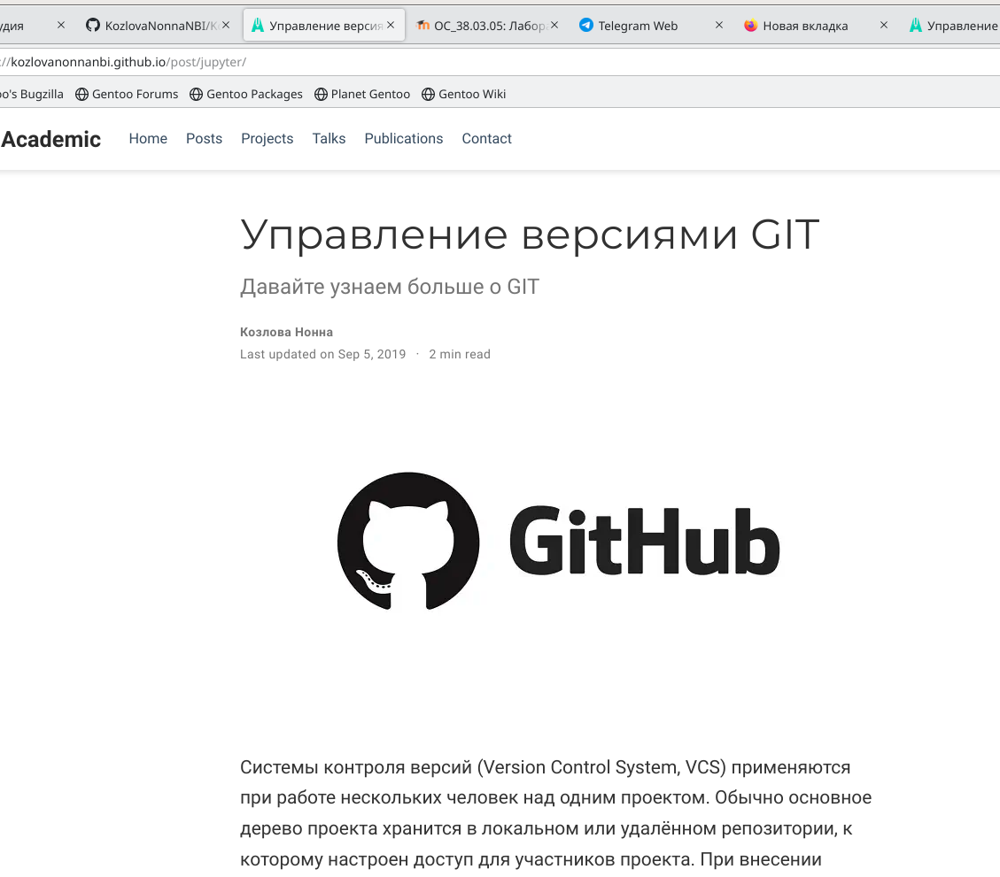 удия KozlovaNonnaNBI/К Управление версия ОС_38.03.05: Лабор Telegram Web Новая вкладка Управление
://kozlovanonnanbi.github.io/post/jupyter/
oo's Bugzilla Gentoo Forums Gentoo Packages Planet Gentoo Gentoo Wiki
Academic Home Posts Projects Talks Publications Contact
Управление версиями GIT
Давайте узнаем больше о GIT
Козлова Нонна
Last updated on Sep 5, 2019 · 2 min read
GitHub
Системы контроля версий (Version Control System, VCS) применяются
при работе нескольких человек над одним проектом. Обычно основное
дерево проекта хранится в локальном или удалённом репозитории, к
которому настроен доступ для участников проекта. При внесении